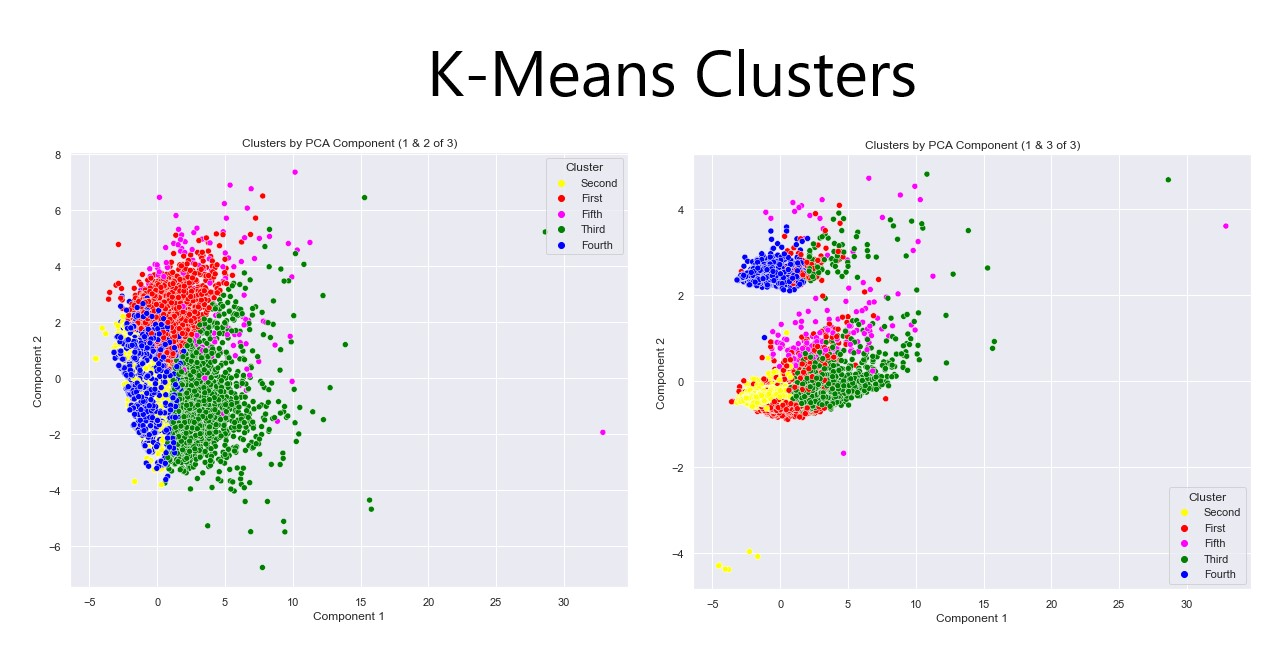 K-Means Clusters
Clusters by PCA Component (1 & 2 of 3)
8
6
4
2
0
−2
−4
−6
Component 2
−5 0 5 10 15 20 25 30
Component 1
Cluster
Second
First
Fifth
Third
Fourth
Clusters by PCA Component (1 & 3 of 3)
4
2
0
−2
−4
Component 2
−5 0 5 10 15 20 25 30
Component 1
Cluster
Second
First
Fifth
Third
Fourth